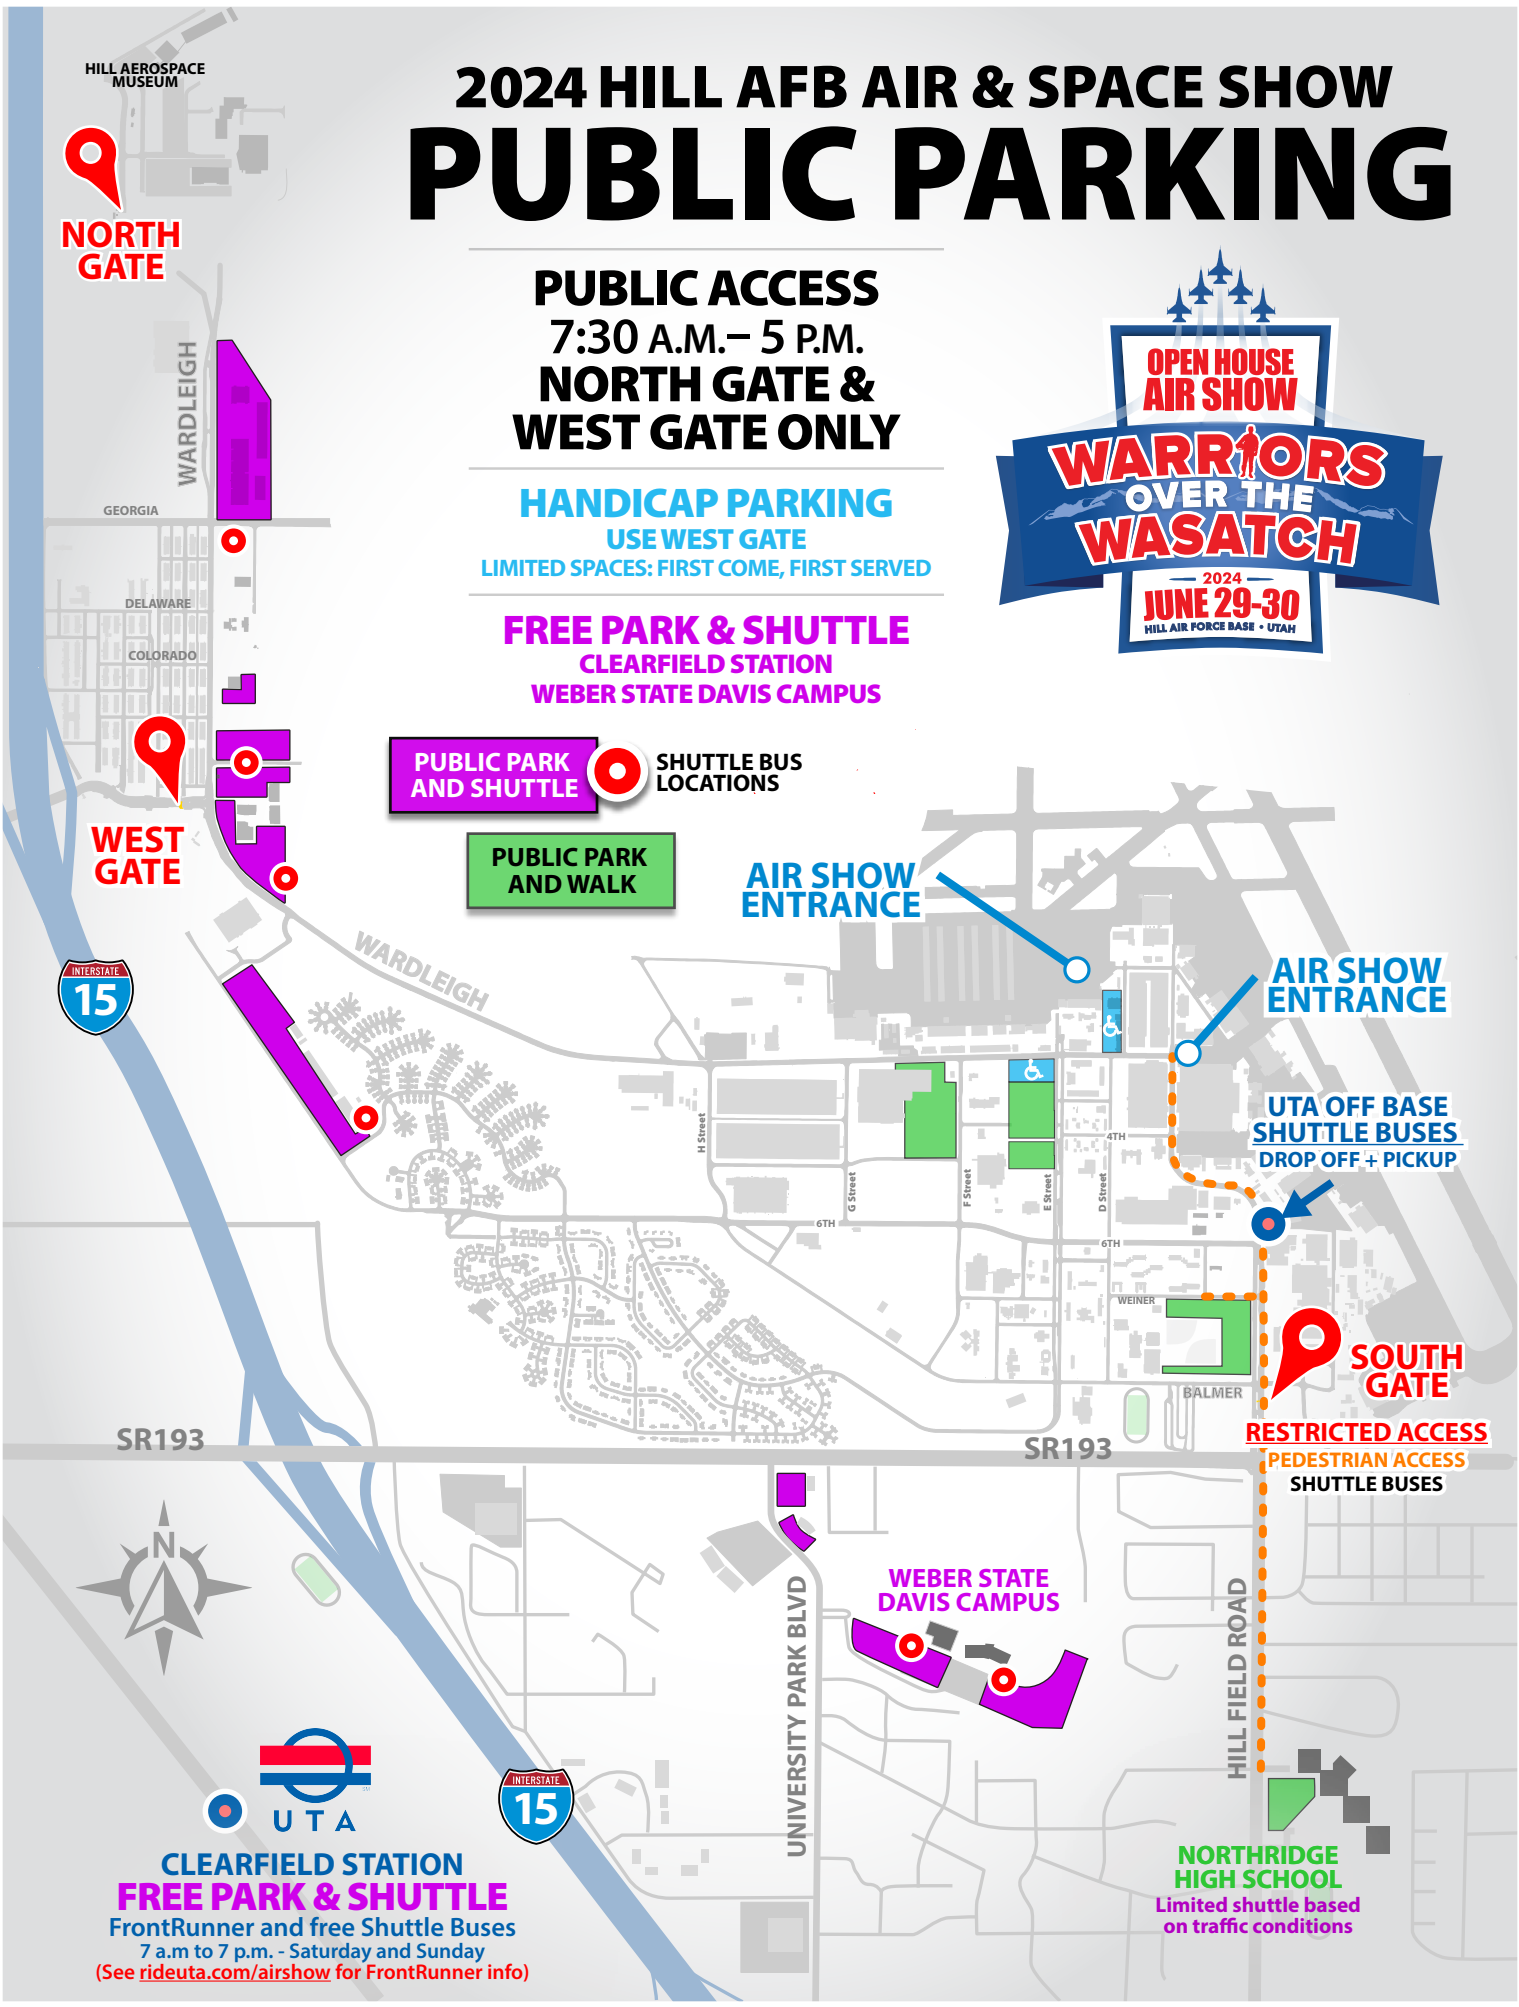 HILL AEROSPACE
MUSEUM
2024 HILL AFB AIR & SPACE SHOW
PUBLIC PARKING
NORTH
GATE
PUBLIC ACCESS
7:30 A.M.– 5 P.M.
NORTH GATE &
WEST GATE ONLY
HANDICAP PARKING
USE WEST GATE
LIMITED SPACES: FIRST COME, FIRST SERVED
FREE PARK & SHUTTLE
CLEARFIELD STATION
WEBER STATE DAVIS CAMPUS
OPEN HOUSE
AIR SHOW
WARRIORS
OVER THE
WASATCH
2024
JUNE 29-30
HILL AIR FORCE BASE • UTAH
WARDLEIGH
GEORGIA
DELAWARE
COLORADO
PUBLIC PARK
AND SHUTTLE
SHUTTLE BUS
LOCATIONS
PUBLIC PARK
AND WALK
WEST
GATE
AIR SHOW
ENTRANCE
WARDLEIGH
AIR SHOW
ENTRANCE
INTERSTATE
15
UTA OFF BASE
SHUTTLE BUSES
DROP OFF + PICKUP
H Street
G Street
F Street
E Street
D Street
4TH
6TH
6TH
WEINER
BALMER
SOUTH
GATE
RESTRICTED ACCESS
PEDESTRIAN ACCESS
SHUTTLE BUSES
SR193
SR193
N
WEBER STATE
DAVIS CAMPUS
UNIVERSITY PARK BLVD
HILL FIELD ROAD
INTERSTATE
15
UTA
SM
CLEARFIELD STATION
FREE PARK & SHUTTLE
FrontRunner and free Shuttle Buses
7 a.m to 7 p.m. - Saturday and Sunday
(See rideuta.com/airshow for FrontRunner info)
NORTHRIDGE
HIGH SCHOOL
Limited shuttle based
on traffic conditions